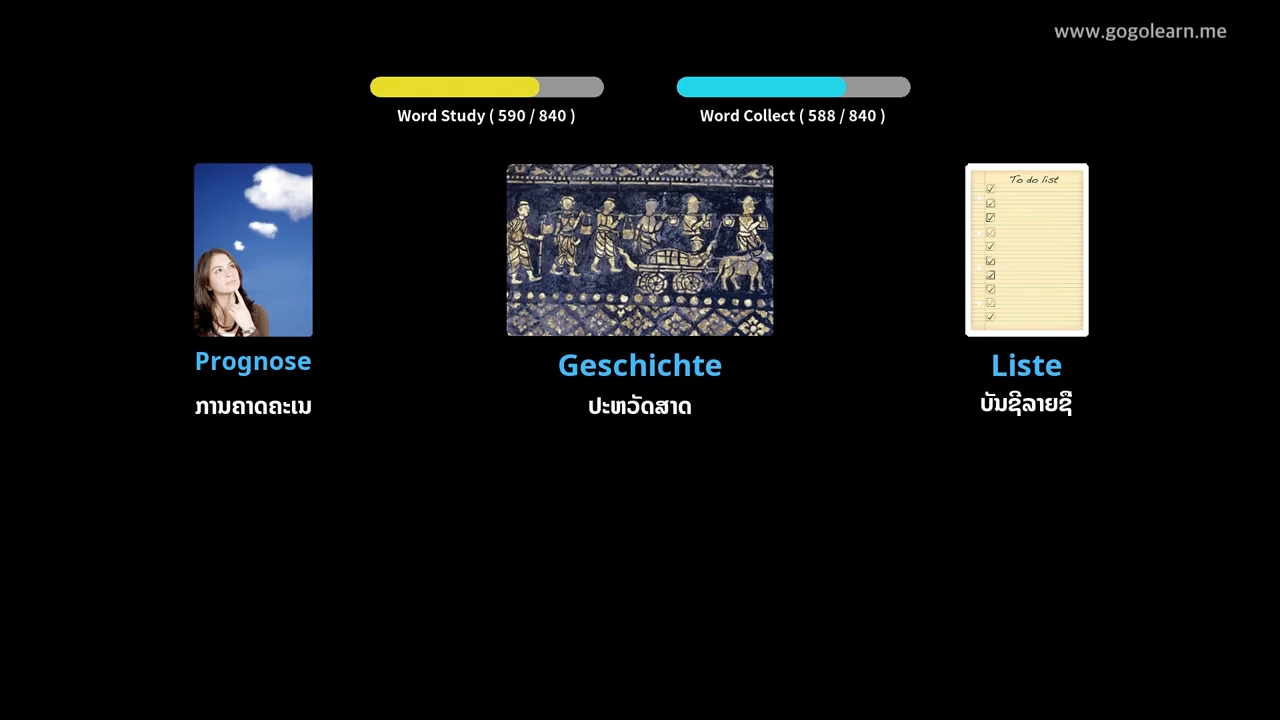 www.gogolearn.me
Word Study ( 590 / 840 )
Word Collect ( 588 / 840 )
To do list
Prognose
Geschichte
Liste
ການຄາດຄະເນ
ປະຫວັດສາດ
ບັນຊີລາຍຊື່